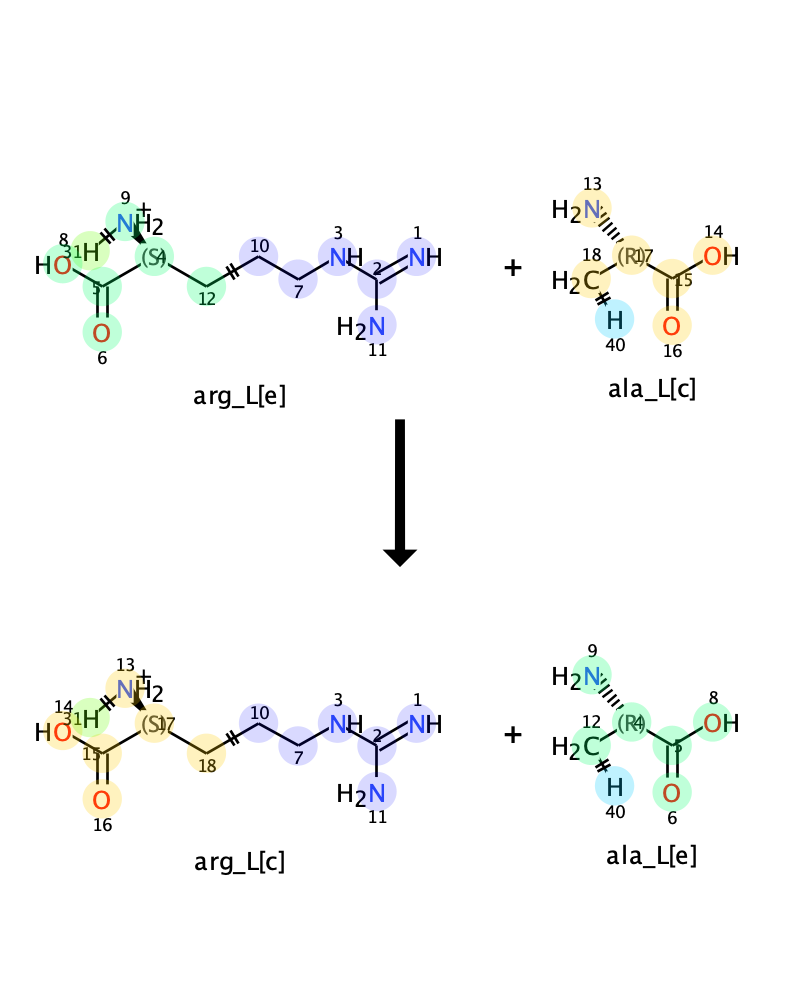 9 13
+
NH2 H2N
8 10 3 1 14
31 H 18 (R) 17 OH
HO (S) 4 NH 2 NH + H2C 15
5 12 7 H O
O H2N 40 16
6 11
arg_L[e] ala_L[c]
13 9
+
NH2 H2N
14 10 3 1 8
31 H 12 (R) 4 OH
HO (S) 17 NH 2 NH + H2C 5
15 18 7 H O
O H2N 40 6
16 11
arg_L[c] ala_L[e]